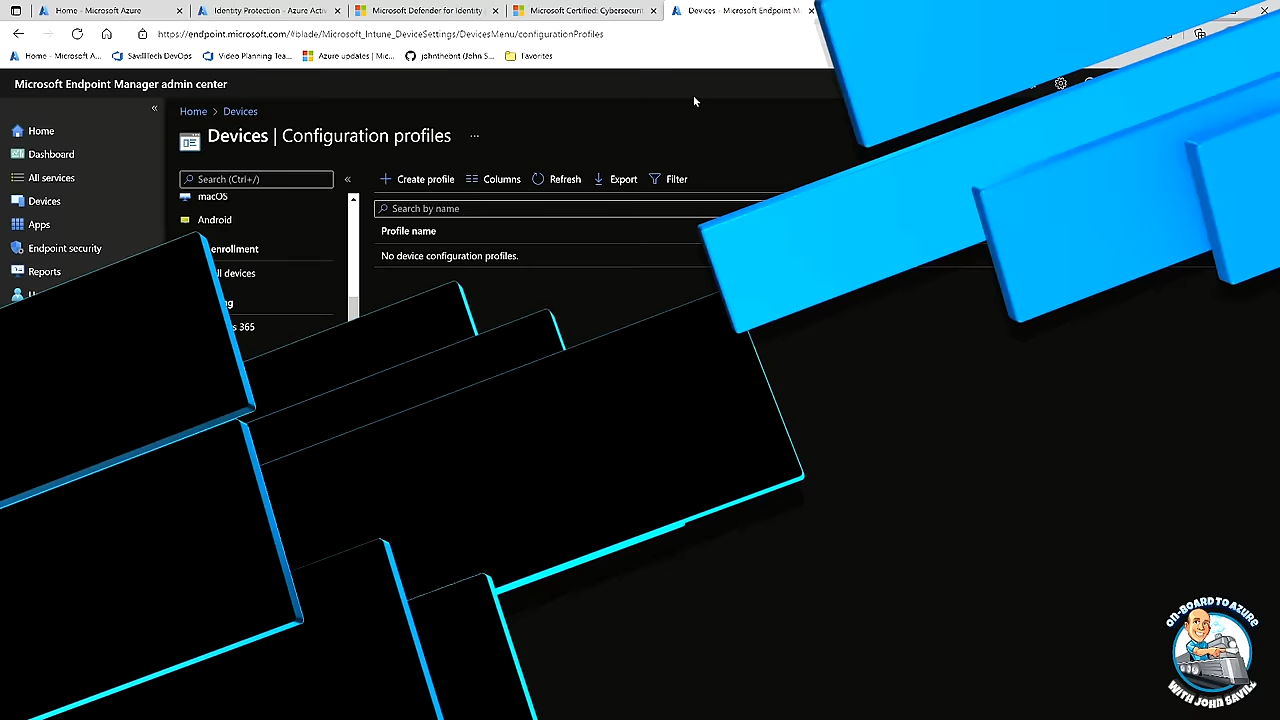 Home - Microsoft Azure
Identity Protection - Azure Activ
Microsoft Defender for Identity
Microsoft Certified: Cybersecurit
Devices - Microsoft Endpoint M
https://endpoint.microsoft.com/#blade/Microsoft_Intune_DeviceSettings/DevicesMenu/configurationProfiles
Home - Microsoft A...
SavillTech DevOps
Video Planning Tea...
Azure updates | Mic...
johnthebrit (John S...
Favorites
Microsoft Endpoint Manager admin center
Home > Devices
Devices | Configuration profiles ...
Home
Dashboard
All services
Devices
Apps
Endpoint security
Reports
Search (Ctrl+/)
macOS
Android
enrollment
ll devices
s 365
Create profile
Columns
Refresh
Export
Filter
Search by name
Profile name
No device configuration profiles.
ON-BOARD TO AZURE
WITH JOHN SAVILL